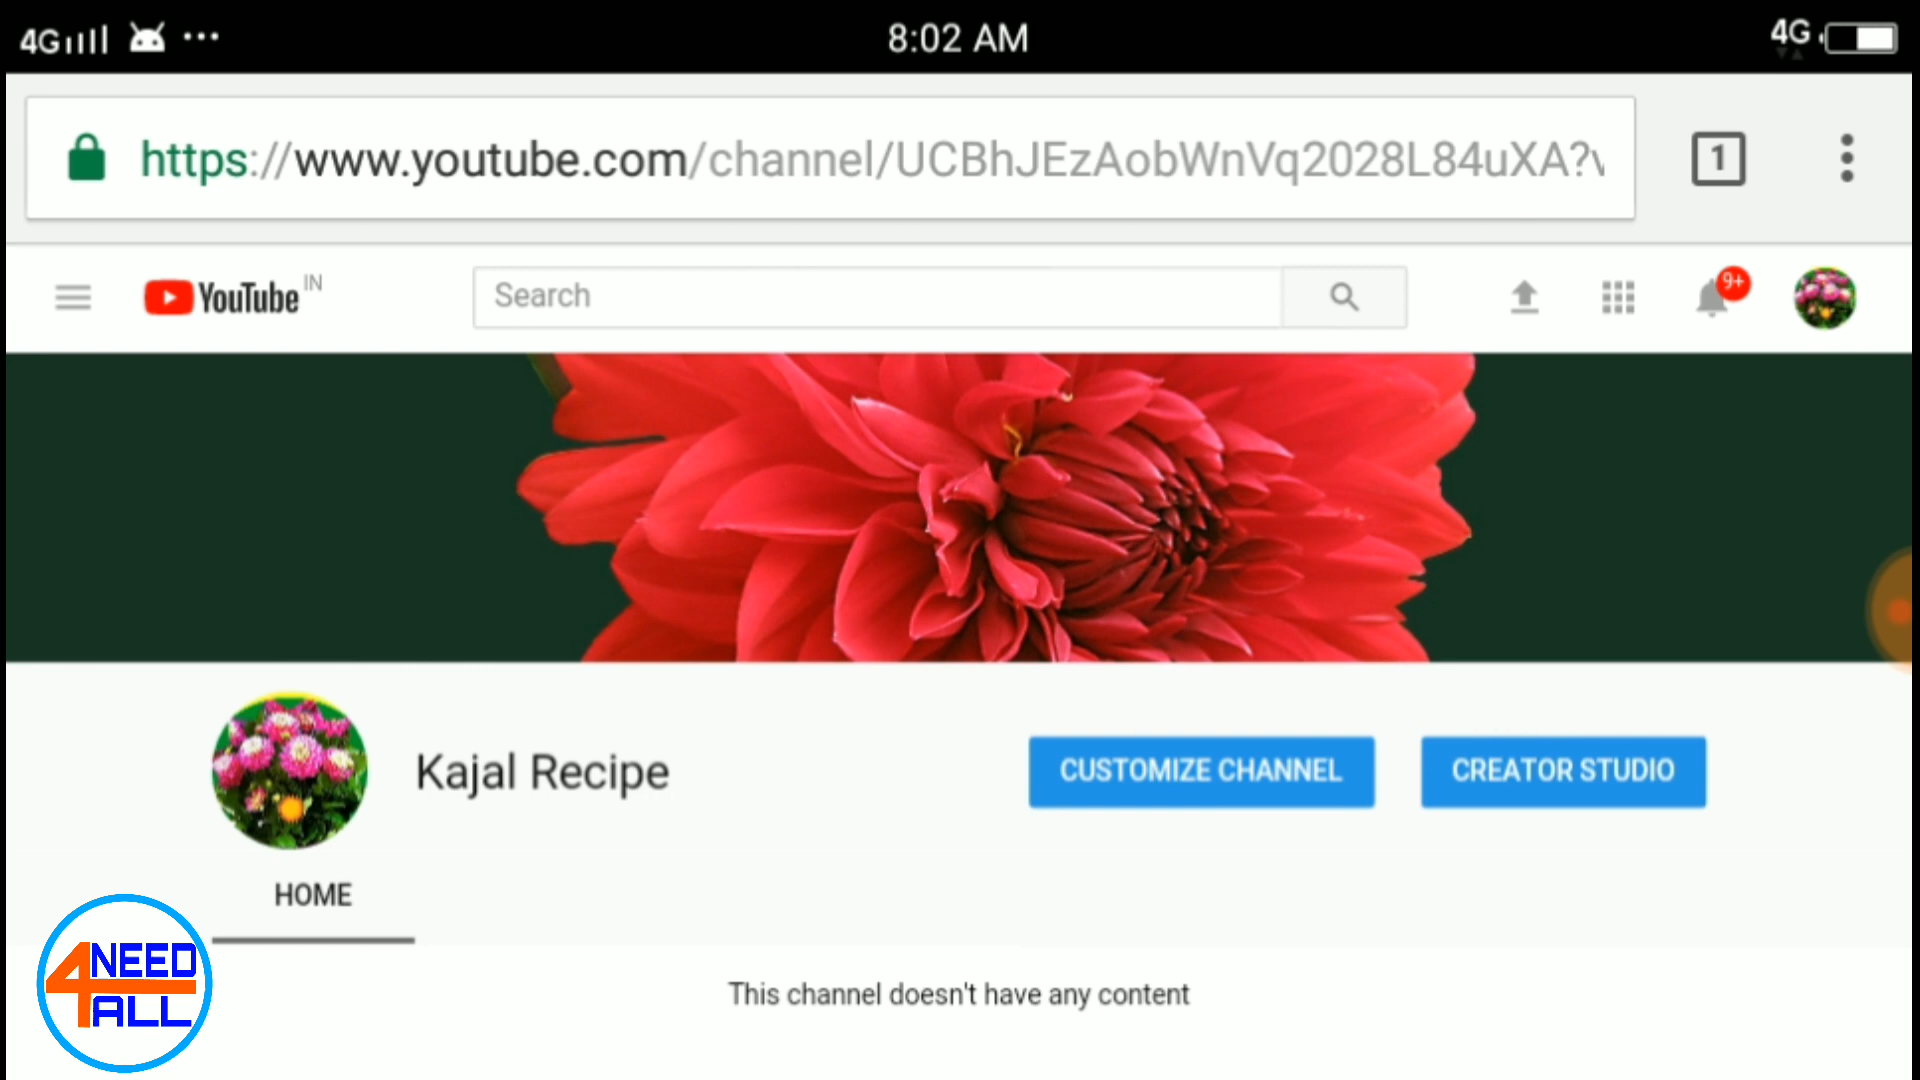 4G ... 8:02 AM 4G
https://www.youtube.com/channel/UCBhJEzAobWnVq2028L84uXA?v
1
YouTube IN
Search
9+
Kajal Recipe
CUSTOMIZE CHANNEL
CREATOR STUDIO
HOME
4NEED
ALL
This channel doesn't have any content